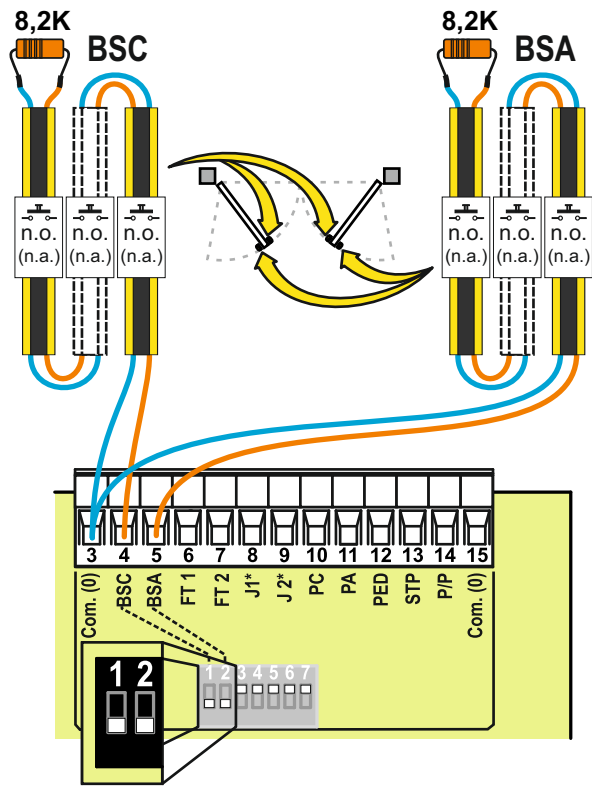 8,2K BSC
8,2K BSA
n.o. n.o. n.o.
(n.a.) (n.a.) (n.a.)
n.o. n.o. n.o.
(n.a.) (n.a.) (n.a.)
3 4 5 6 7 8 9 10 11 12 13 14 15
Com. (0)
BSC
BSA
FT 1
FT 2
J1*
J 2*
PC
PA
PED
STP
P/P
Com. (0)
1 2
1 2 3 4 5 6 7